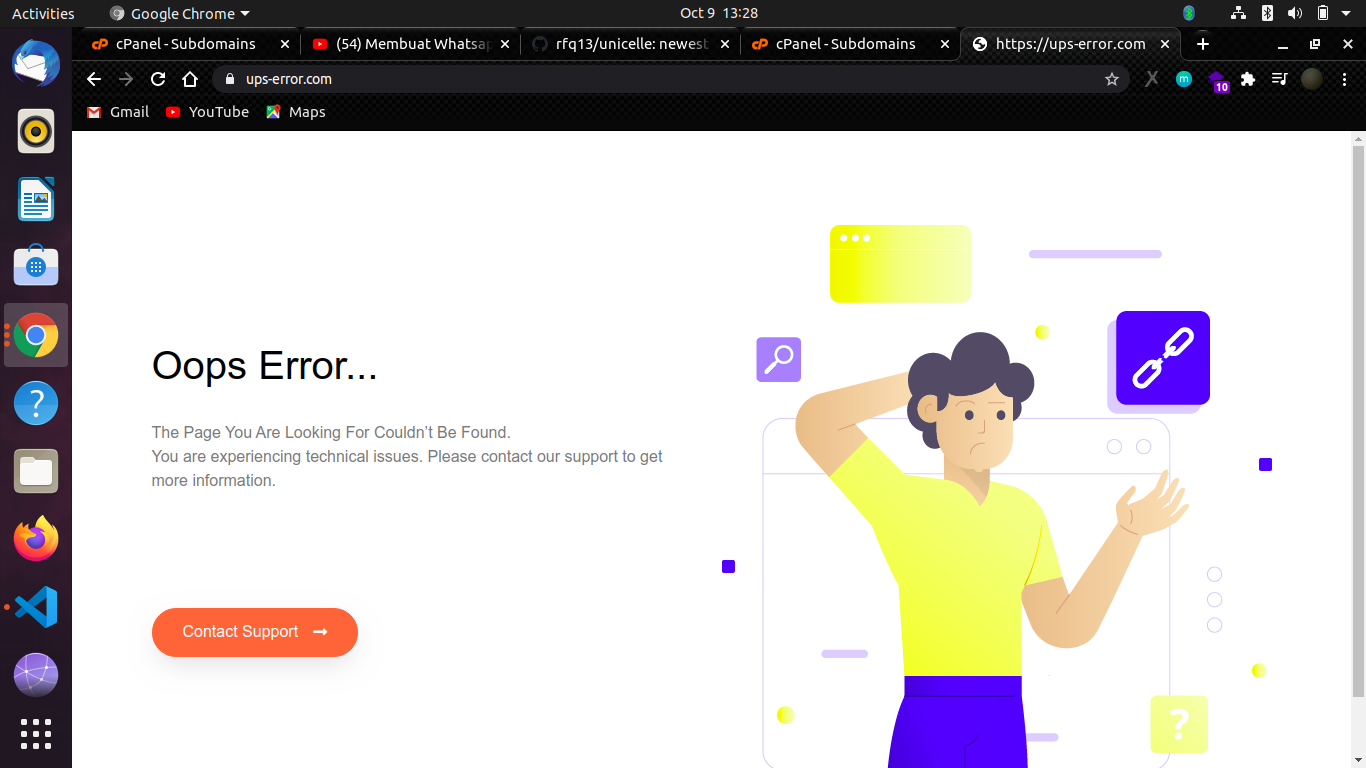 Activities
Google Chrome
Oct 9 13:28
cPanel - Subdomains
(54) Membuat Whatsap
rfq13/unicelle: newest
cPanel - Subdomains
https://ups-error.com
ups-error.com
m
10
Gmail
YouTube
Maps
Oops Error...
The Page You Are Looking For Couldn’t Be Found.
You are experiencing technical issues. Please contact our support to get
more information.
Contact Support
?